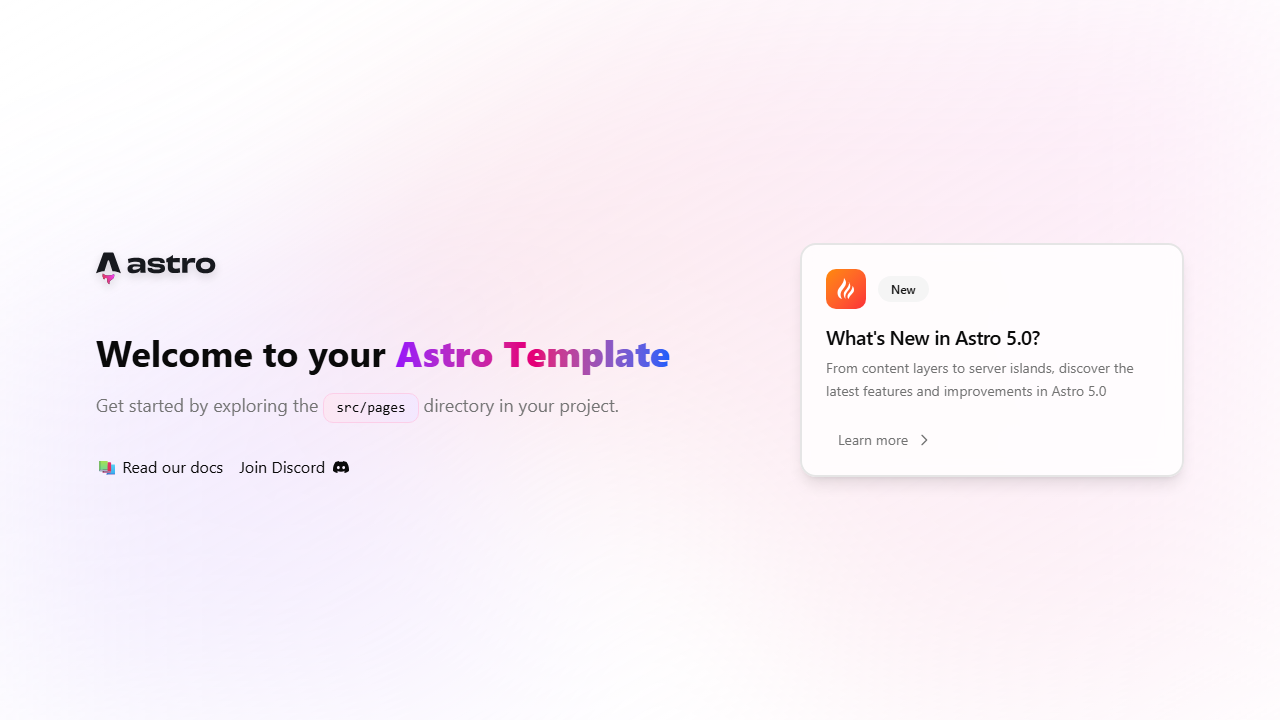 astro
Welcome to your Astro Template
Get started by exploring the src/pages directory in your project.
Read our docs
Join Discord
New
What's New in Astro 5.0?
From content layers to server islands, discover the
latest features and improvements in Astro 5.0
Learn more